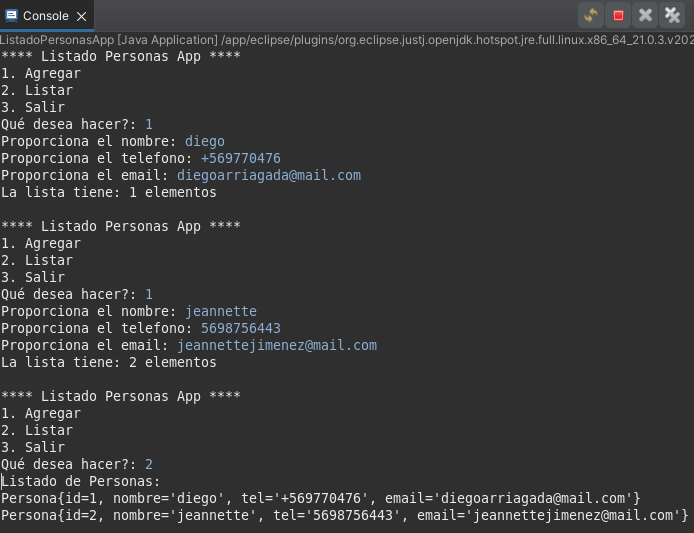 Console
ListadoPersonasApp [Java Application] /app/eclipse/plugins/org.eclipse.justj.openjdk.hotspot.jre.full.linux.x86_64_21.0.3.v202
**** Listado Personas App ****
1. Agregar
2. Listar
3. Salir
Qué desea hacer?: 1
Proporciona el nombre: diego
Proporciona el telefono: +569770476
Proporciona el email: diegoarriagada@mail.com
La lista tiene: 1 elementos
**** Listado Personas App ****
1. Agregar
2. Listar
3. Salir
Qué desea hacer?: 1
Proporciona el nombre: jeannette
Proporciona el telefono: 5698756443
Proporciona el email: jeannettejimenez@mail.com
La lista tiene: 2 elementos
**** Listado Personas App ****
1. Agregar
2. Listar
3. Salir
Qué desea hacer?: 2
Listado de Personas:
Persona{id=1, nombre='diego', tel='+569770476', email='diegoarriagada@mail.com'}
Persona{id=2, nombre='jeannette', tel='5698756443', email='jeannettejimenez@mail.com'}